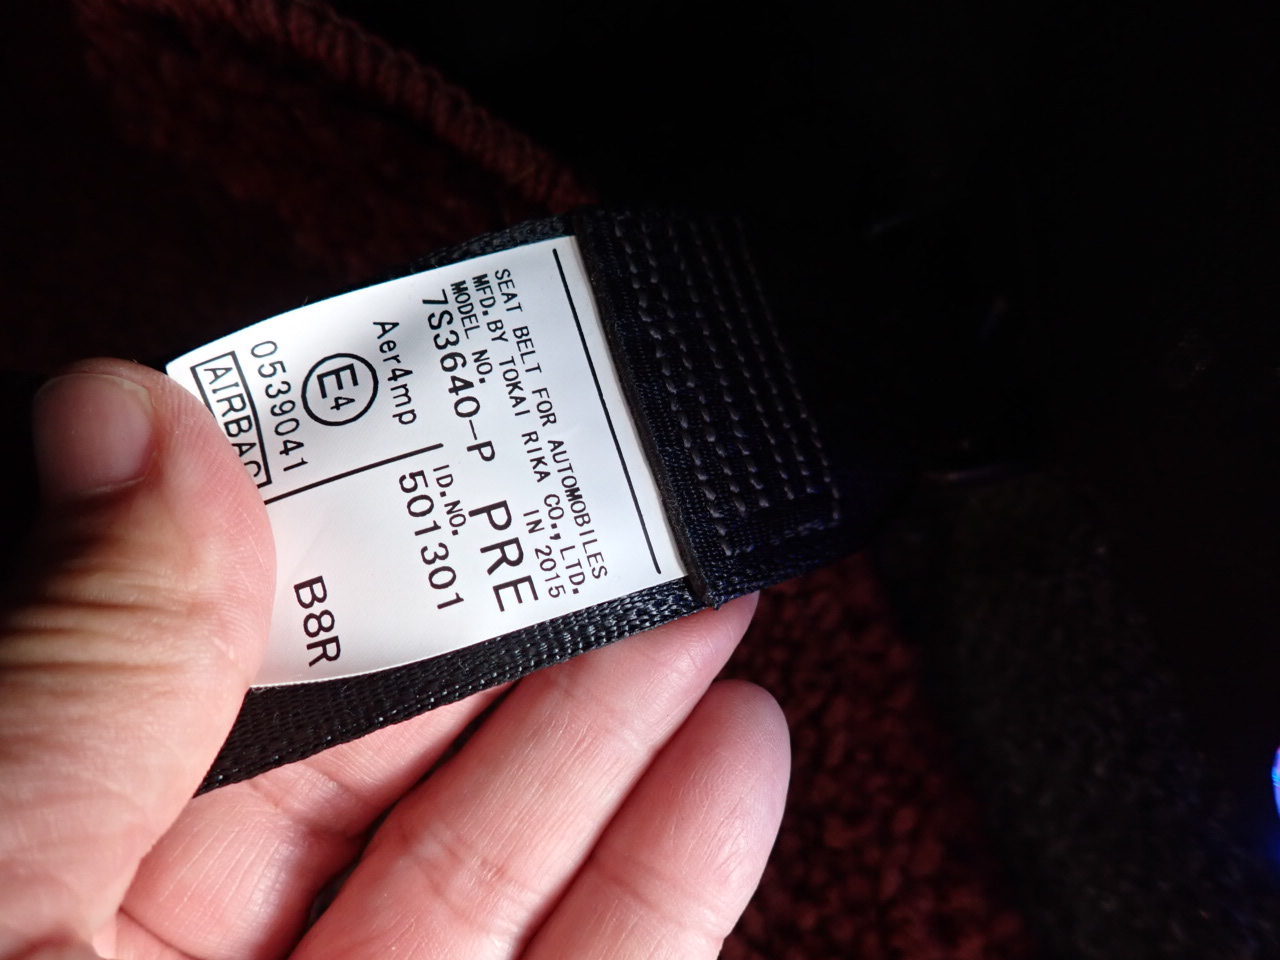 SEAT BELT FOR AUTOMOBILES
MFD. BY TOKAI RIKA CO., LTD.
MODEL NO. IN 2015
7S3640-P PRE
Aer4mp
ID.NO.
501301
E4
0539041
AIRBAG
B8R